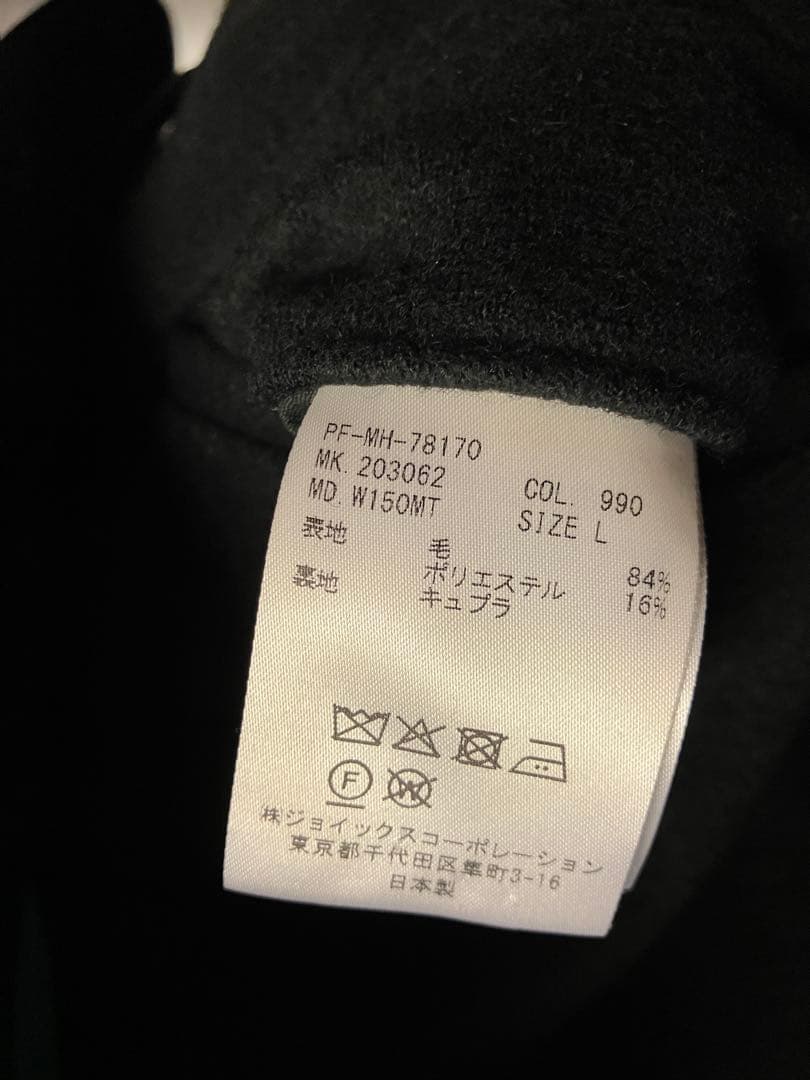 PF-MH-78170
MK. 203062 COL. 990
MD. W150MT SIZE L
表地 毛
裏地 ポリエステル 84%
キュプラ 16%
F
W
㈱ジョイックスコーポレーション
東京都千代田区隼町3-16
日本製